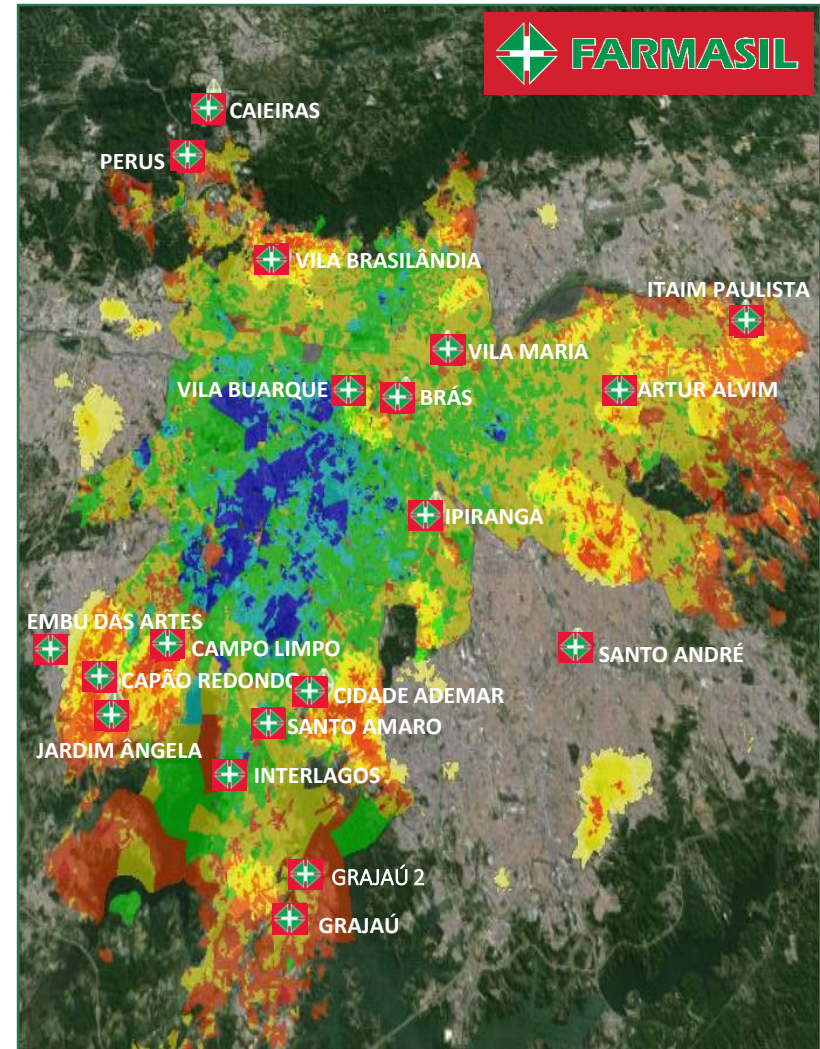 FARMASIL
CAIEIRAS
PERUS
VILA BRASILÂNDIA
ITAIM PAULISTA
VILA MARIA
VILA BUARQUE
BRÁS
ARTUR ALVIM
IPIRANGA
EMBU DAS ARTES
CAMPO LIMPO
SANTO ANDRÉ
CAPÃO REDONDO
CIDADE ADEMAR
SANTO AMARO
JARDIM ÂNGELA
INTERLAGOS
GRAJAÚ 2
GRAJAÚ